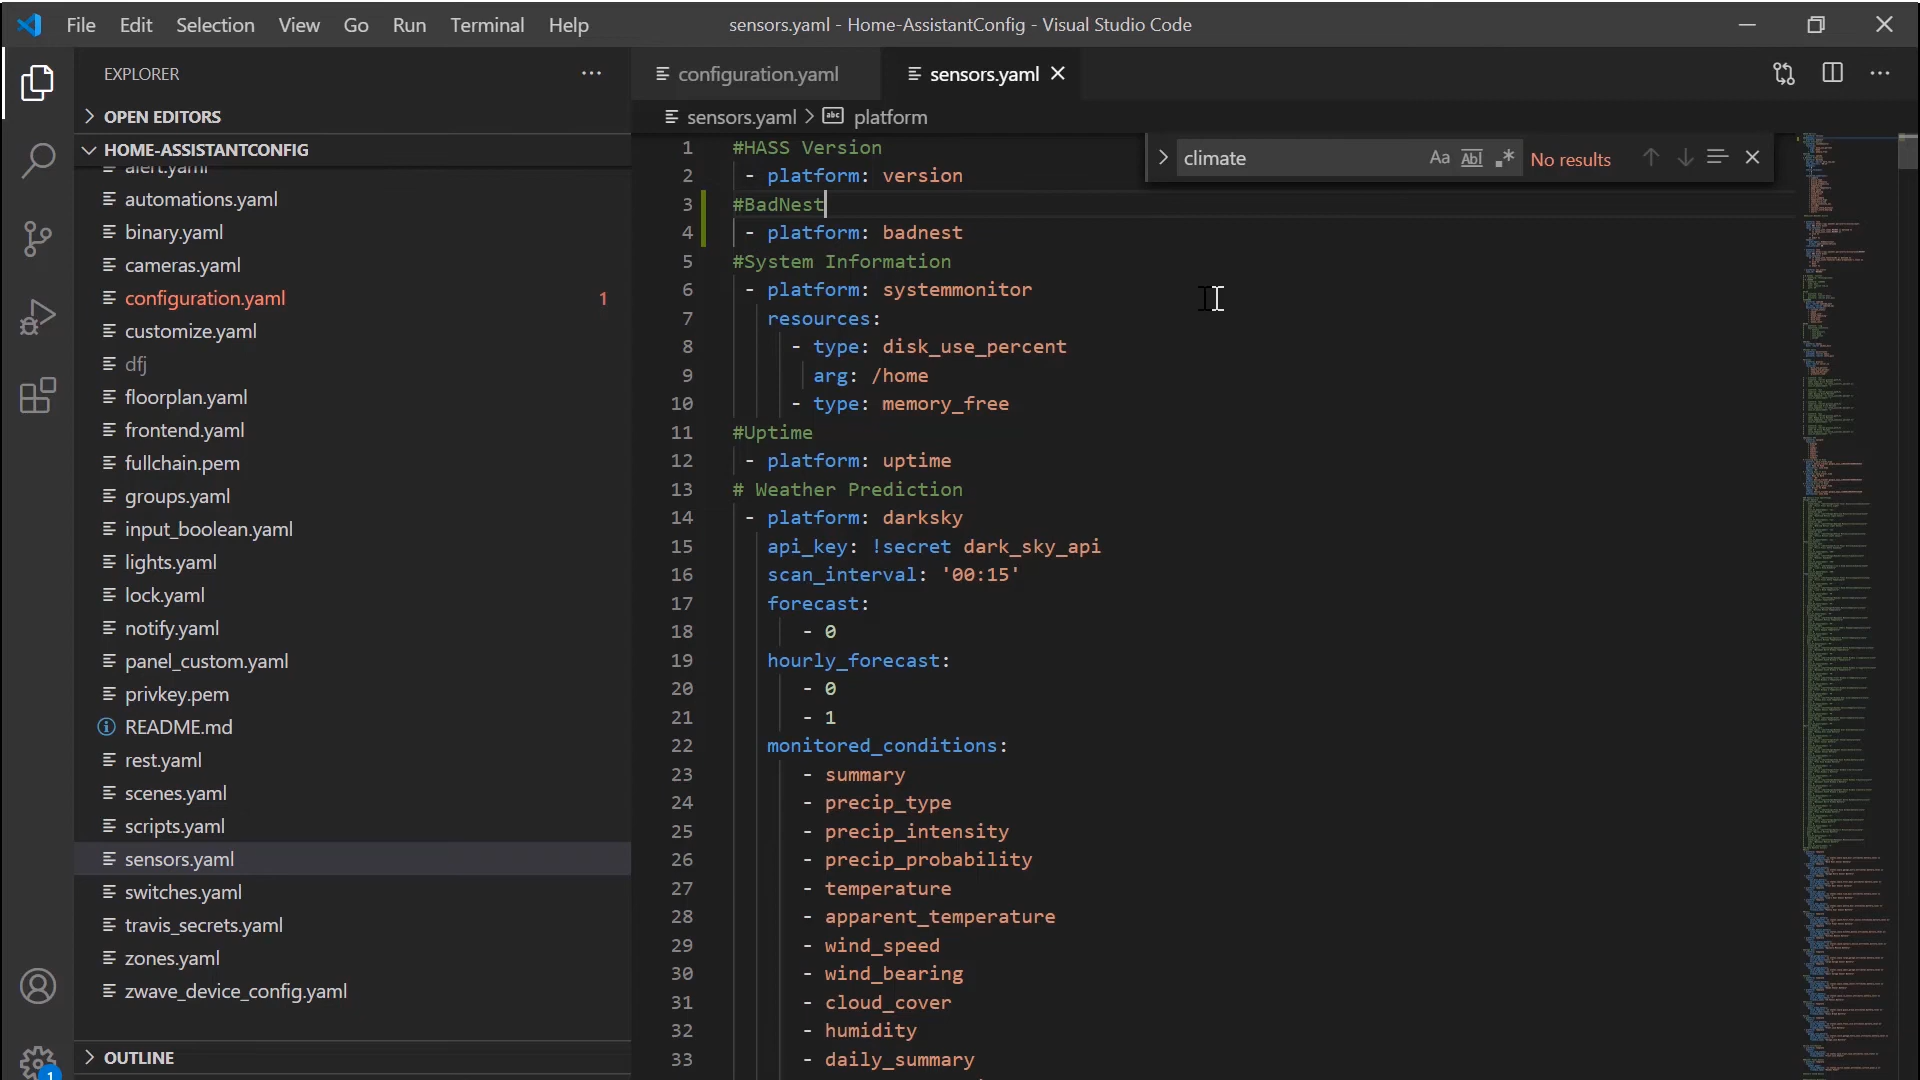 File Edit Selection View Go Run Terminal Help
sensors.yaml - Home-AssistantConfig - Visual Studio Code
EXPLORER
OPEN EDITORS
HOME-ASSISTANTCONFIG
alert.yaml
automations.yaml
binary.yaml
cameras.yaml
configuration.yaml 1
customize.yaml
dfj
floorplan.yaml
frontend.yaml
fullchain.pem
groups.yaml
input_boolean.yaml
lights.yaml
lock.yaml
notify.yaml
panel_custom.yaml
privkey.pem
README.md
rest.yaml
scenes.yaml
scripts.yaml
sensors.yaml
switches.yaml
travis_secrets.yaml
zones.yaml
zwave_device_config.yaml
OUTLINE
1
configuration.yaml
sensors.yaml
sensors.yaml > abc platform
climate Aa Abl .* No results
1 #HASS Version
2 - platform: version
3 #BadNest
4 - platform: badnest
5 #System Information
6 - platform: systemmonitor
7 resources:
8 - type: disk_use_percent
9 arg: /home
10 - type: memory_free
11 #Uptime
12 - platform: uptime
13 # Weather Prediction
14 - platform: darksky
15 api_key: !secret dark_sky_api
16 scan_interval: '00:15'
17 forecast:
18 - 0
19 hourly_forecast:
20 - 0
21 - 1
22 monitored_conditions:
23 - summary
24 - precip_type
25 - precip_intensity
26 - precip_probability
27 - temperature
28 - apparent_temperature
29 - wind_speed
30 - wind_bearing
31 - cloud_cover
32 - humidity
33 - daily_summary